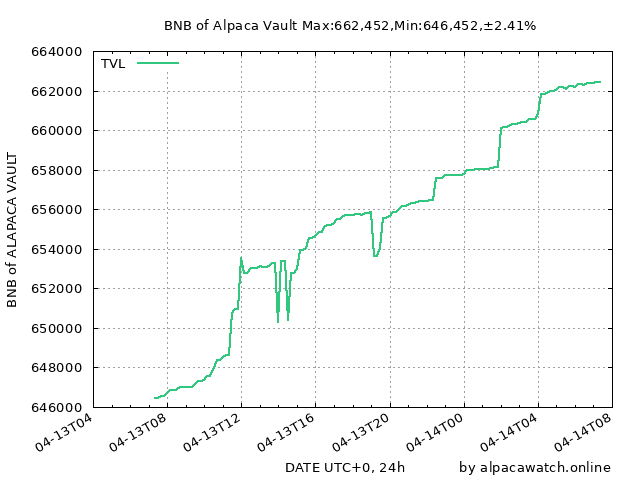 BNB of Alpaca Vault Max:662,452,Min:646,452,±2.41%
TVL
BNB of ALAPACA VAULT
664000
662000
660000
658000
656000
654000
652000
650000
648000
646000
04-13T04
04-13T08
04-13T12
04-13T16
04-13T20
04-14T00
04-14T04
04-14T08
DATE UTC+0, 24h
by alpacawatch.online